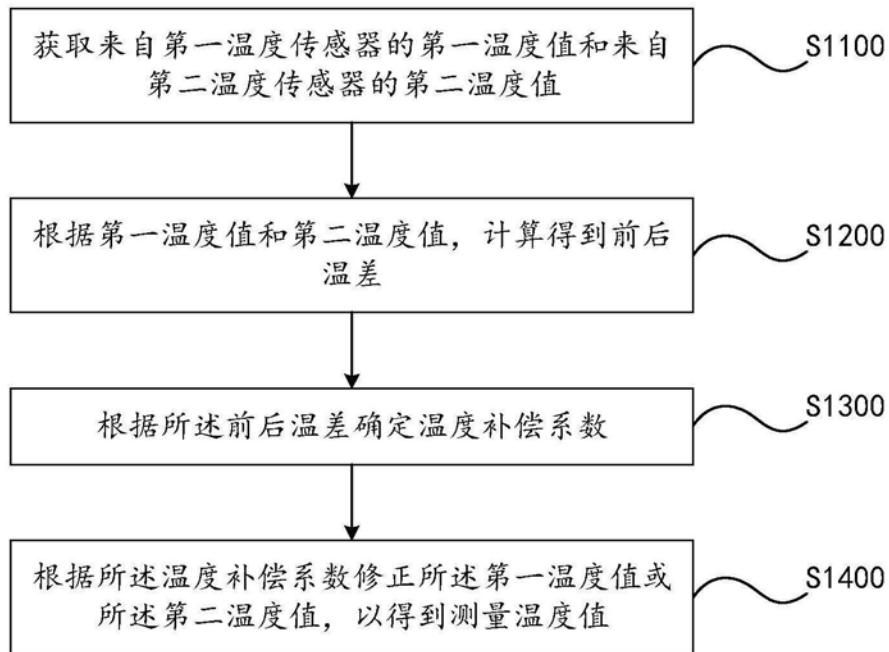 获取来自第一温度传感器的第一温度值和来自
第二温度传感器的第二温度值
S1100
根据第一温度值和第二温度值，计算得到前后
温差
S1200
根据所述前后温差确定温度补偿系数
S1300
根据所述温度补偿系数修正所述第一温度值或
所述第二温度值，以得到测量温度值
S1400